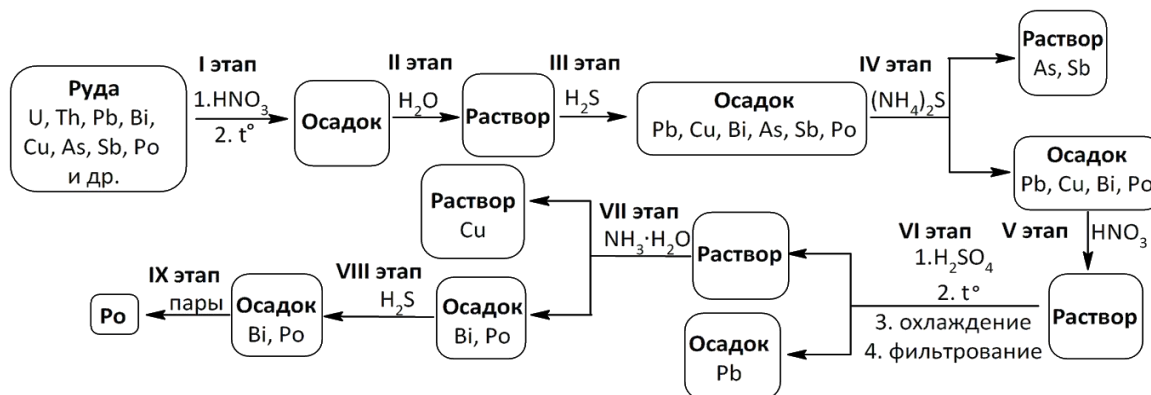 I этап
II этап
III этап
IV этап
Руда
U, Th, Pb, Bi,
Cu, As, Sb, Po
и др.
1.HNO3
2. t°
Осадок
H2O
Раствор
H2S
Осадок
Pb, Cu, Bi, As, Sb, Po
(NH4)2S
Раствор
As, Sb
Осадок
Pb, Cu, Bi, Po
V этап
HNO3
Раствор
VI этап
1.H2SO4
2. t°
3. охлаждение
4. фильтрование
Раствор
Осадок
Pb
VII этап
NH3·H2O
Раствор
Cu
Осадок
Bi, Po
VIII этап
H2S
Осадок
Bi, Po
IX этап
пары
Po